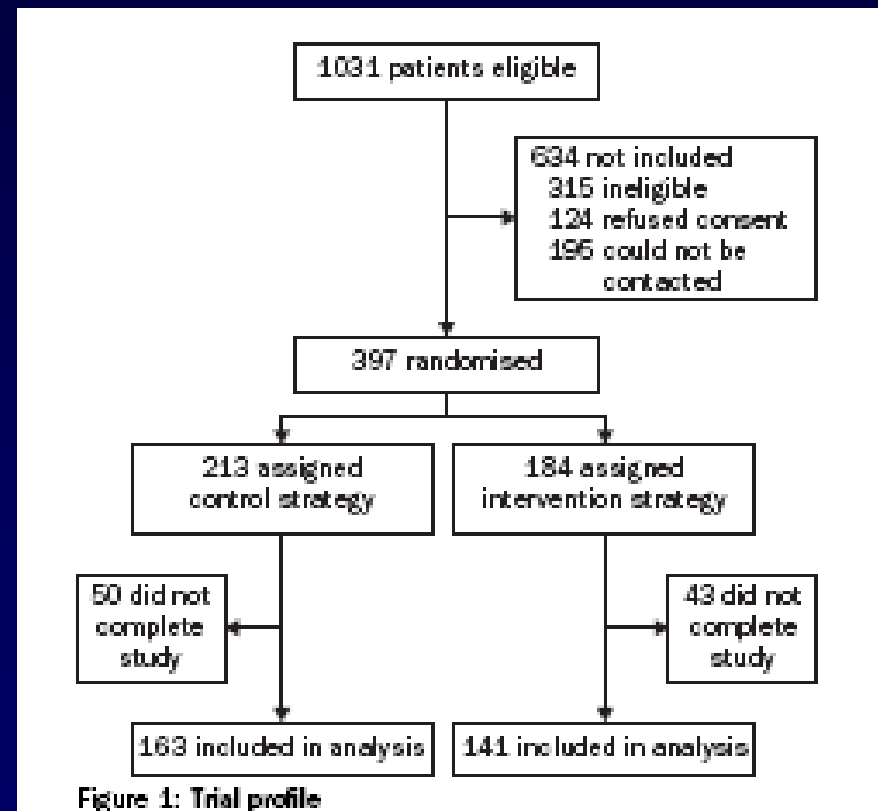 1031 patients eligible
634 not included
315 ineligible
124 refused consent
195 could not be
contacted
397 randomised
213 assigned
control strategy
184 assigned
intervention strategy
50 did not
complete
study
43 did not
complete
study
163 included in analysis
141 included in analysis
Figure 1: Trial profile